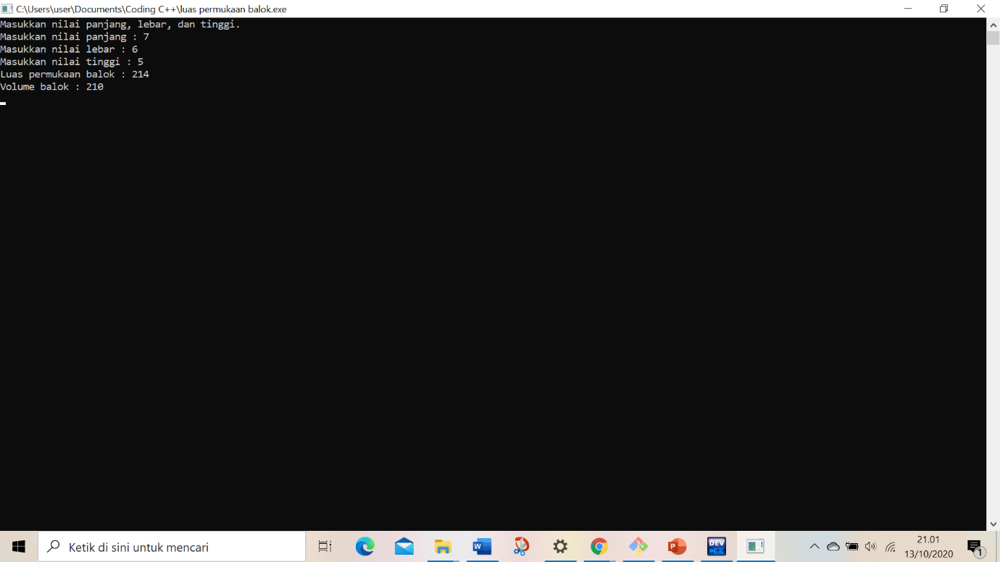 C:\Users\user\Documents\Coding C++\luas permukaan balok.exe
Masukkan nilai panjang, lebar, dan tinggi.
Masukkan nilai panjang : 7
Masukkan nilai lebar : 6
Masukkan nilai tinggi : 5
Luas permukaan balok : 214
Volume balok : 210
Ketik di sini untuk mencari
W
P
DEV
C++
21.01
13/10/2020
1